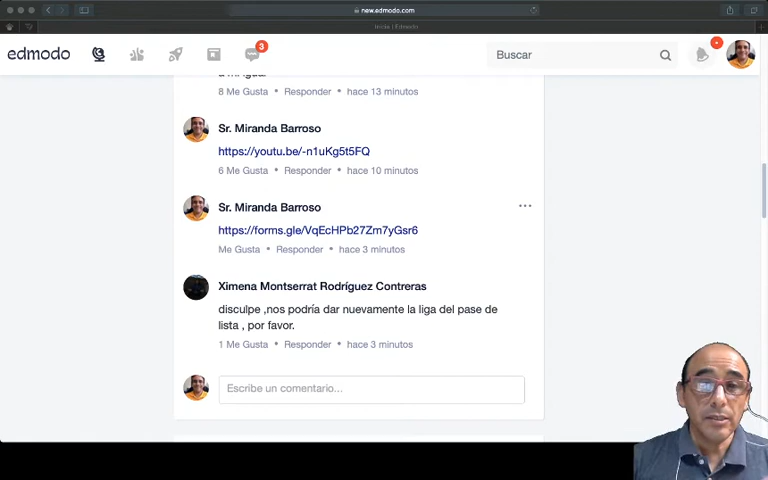 new.edmodo.com
Inicio | Edmodo
edmodo
3
Buscar
8 Me Gusta • Responder • hace 13 minutos
Sr. Miranda Barroso
https://youtu.be/-n1uKg5t5FQ
6 Me Gusta • Responder • hace 10 minutos
Sr. Miranda Barroso
https://forms.gle/VqEcHPb27Zm7yGsr6
Me Gusta • Responder • hace 3 minutos
Ximena Montserrat Rodríguez Contreras
disculpe ,nos podría dar nuevamente la liga del pase de
lista , por favor.
1 Me Gusta • Responder • hace 3 minutos
Escribe un comentario...